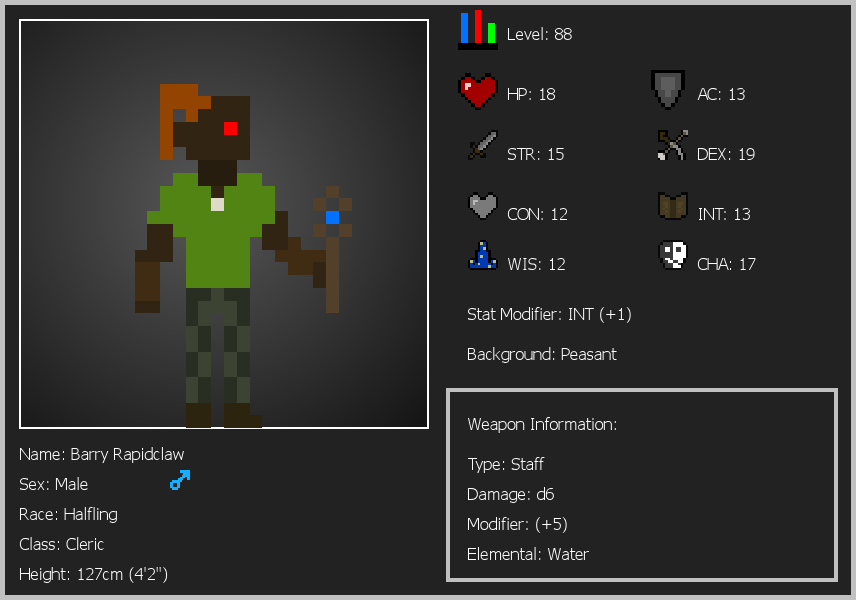 Level: 88
HP: 18
AC: 13
STR: 15
DEX: 19
CON: 12
INT: 13
WIS: 12
CHA: 17
Stat Modifier: INT (+1)
Background: Peasant
Weapon Information:
Type: Staff
Damage: d6
Modifier: (+5)
Elemental: Water
Name: Barry Rapidclaw
Sex: Male
Race: Halfling
Class: Cleric
Height: 127cm (4'2")